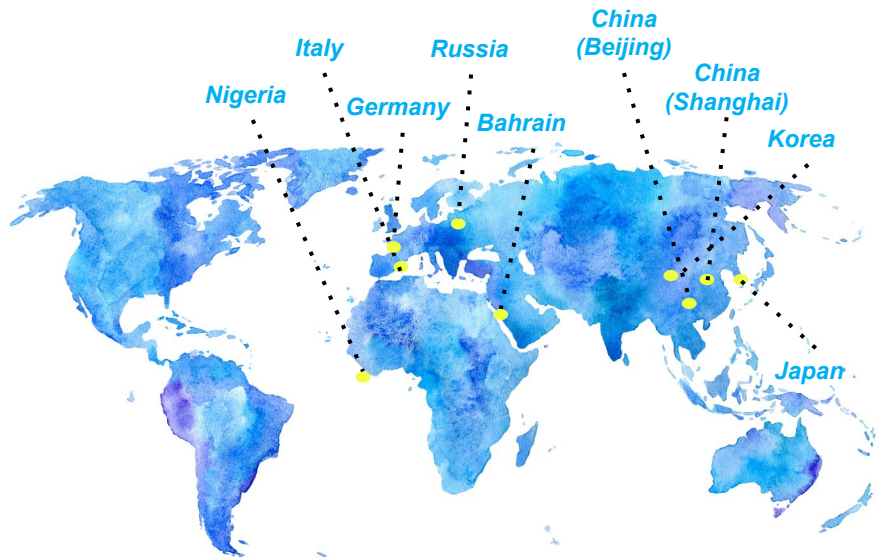 China
(Beijing)
Italy
Russia
China
(Shanghai)
Nigeria
Germany
Bahrain
Korea
Japan